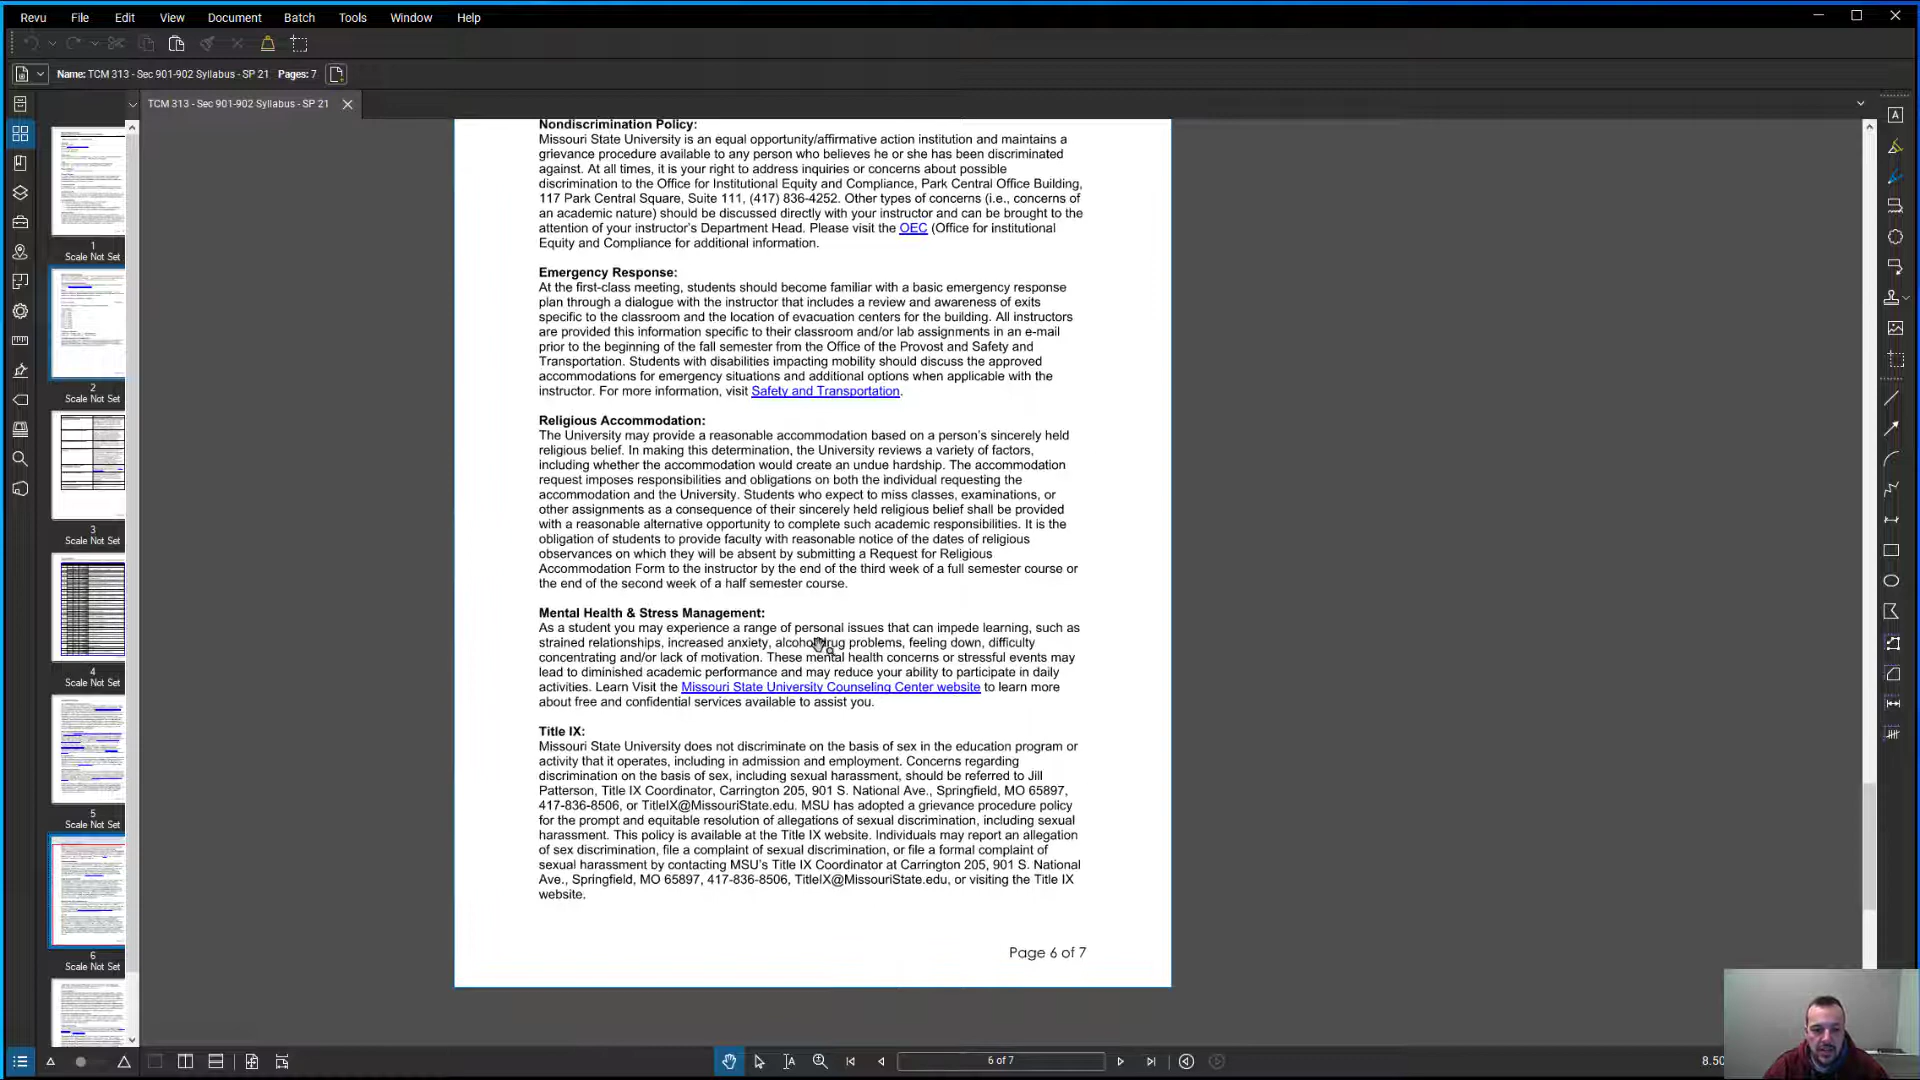 Revu File Edit View Document Batch Tools Window Help
Name: TCM 313 - Sec 901-902 Syllabus - SP 21 Pages: 7
TCM 313 - Sec 901-902 Syllabus - SP 21
1
Scale Not Set
2
Scale Not Set
3
Scale Not Set
4
Scale Not Set
5
Scale Not Set
6
Scale Not Set
Nondiscrimination Policy:
Missouri State University is an equal opportunity/affirmative action institution and maintains a
grievance procedure available to any person who believes he or she has been discriminated
against. At all times, it is your right to address inquiries or concerns about possible
discrimination to the Office for Institutional Equity and Compliance, Park Central Office Building,
117 Park Central Square, Suite 111, (417) 836-4252. Other types of concerns (i.e., concerns of
an academic nature) should be discussed directly with your instructor and can be brought to the
attention of your instructor's Department Head. Please visit the OEC (Office for institutional
Equity and Compliance for additional information.
Emergency Response:
At the first-class meeting, students should become familiar with a basic emergency response
plan through a dialogue with the instructor that includes a review and awareness of exits
specific to the classroom and the location of evacuation centers for the building. All instructors
are provided this information specific to their classroom and/or lab assignments in an e-mail
prior to the beginning of the fall semester from the Office of the Provost and Safety and
Transportation. Students with disabilities impacting mobility should discuss the approved
accommodations for emergency situations and additional options when applicable with the
instructor. For more information, visit Safety and Transportation.
Religious Accommodation:
The University may provide a reasonable accommodation based on a person's sincerely held
religious belief. In making this determination, the University reviews a variety of factors,
including whether the accommodation would create an undue hardship. The accommodation
request imposes responsibilities and obligations on both the individual requesting the
accommodation and the University. Students who expect to miss classes, examinations, or
other assignments as a consequence of their sincerely held religious belief shall be provided
with a reasonable alternative opportunity to complete such academic responsibilities. It is the
obligation of students to provide faculty with reasonable notice of the dates of religious
observances on which they will be absent by submitting a Request for Religious
Accommodation Form to the instructor by the end of the third week of a full semester course or
the end of the second week of a half semester course.
Mental Health & Stress Management:
As a student you may experience a range of personal issues that can impede learning, such as
strained relationships, increased anxiety, problems, feeling down, difficulty
concentrating and/or lack of motivation. These mental health concerns or stressful events may
lead to diminished academic performance and may reduce your ability to participate in daily
activities. Learn Visit the Missouri State University Counseling Center website to learn more
about free and confidential services available to assist you.
Title IX:
Missouri State University does not discriminate on the basis of sex in the education program or
activity that it operates, including in admission and employment. Concerns regarding
discrimination on the basis of sex, including sexual harassment, should be referred to Jill
Patterson, Title IX Coordinator, Carrington 205, 901 S. National Ave., Springfield, MO 65897,
417-836-8506, or TitleIX@MissouriState.edu. MSU has adopted a grievance procedure policy
for the prompt and equitable resolution of allegations of sexual discrimination, including sexual
harassment. This policy is available at the Title IX website. Individuals may report an allegation
of sex discrimination, file a complaint of sexual discrimination, or file a formal complaint of
sexual harassment by contacting MSU's Title IX Coordinator at Carrington 205, 901 S. National
Ave., Springfield, MO 65897, 417-836-8506, TitleIX@MissouriState.edu, or visiting the Title IX
website.
Page 6 of 7
6 of 7
8.50